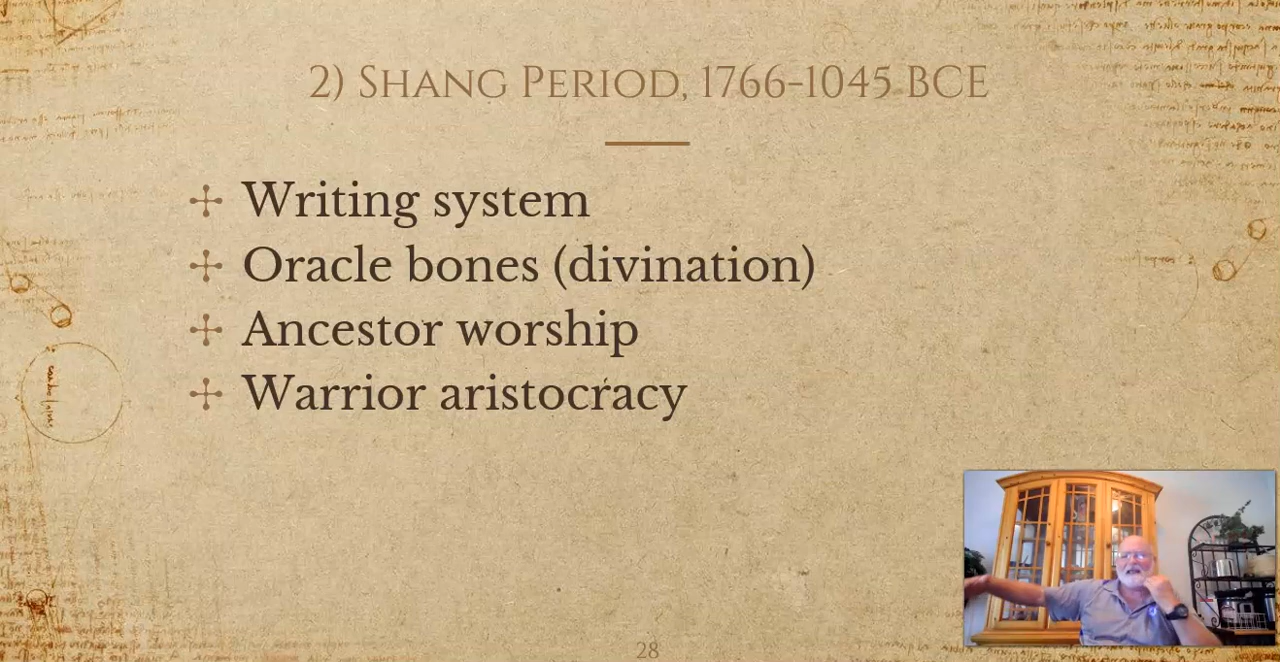 2) Shang Period, 1766-1045 BCE
Writing system
Oracle bones (divination)
Ancestor worship
Warrior aristocracy
28